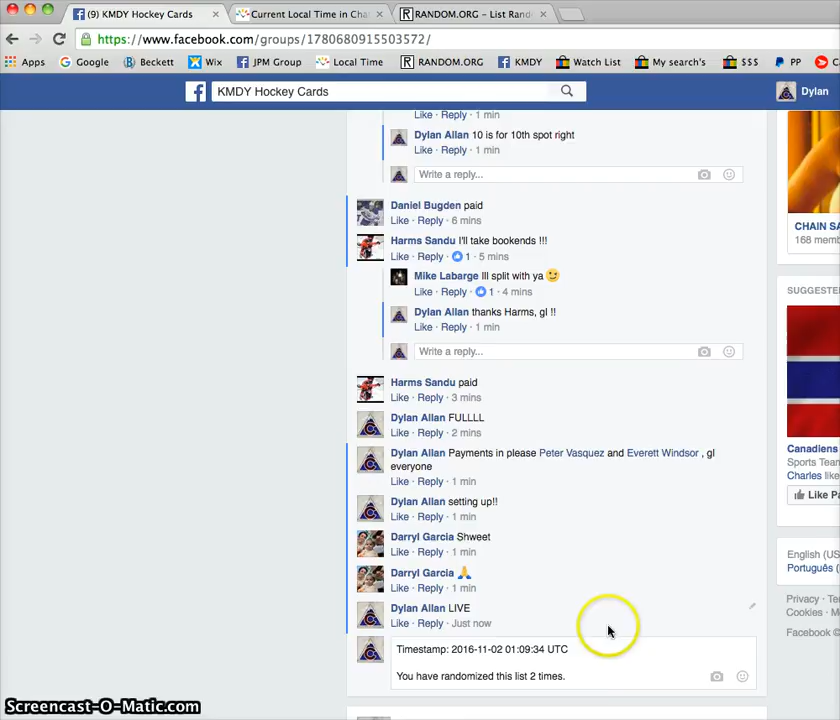 (9) KMDY Hockey Cards
Current Local Time in Cha
RANDOM.ORG - List Rand
https://www.facebook.com/groups/1780680915503572/
Apps
Google
Beckett
Wix
JPM Group
Local Time
RANDOM.ORG
KMDY
Watch List
My search's
$$$
PP
KMDY Hockey Cards
Dylan
Like · Reply · 1 min
Dylan Allan 10 is for 10th spot right
Like · Reply · 1 min
Write a reply...
Daniel Bugden paid
Like · Reply · 6 mins
Harms Sandu I'll take bookends !!!
Like · Reply · 1 · 5 mins
Mike Labarge Ill split with ya 😉
Like · Reply · 1 · 4 mins
Dylan Allan thanks Harms, gl !!
Like · Reply · 1 min
Write a reply...
Harms Sandu paid
Like · Reply · 3 mins
Dylan Allan FULLLL
Like · Reply · 2 mins
Dylan Allan Payments in please Peter Vasquez and Everett Windsor , gl
everyone
Like · Reply · 1 min
Dylan Allan setting up!!
Like · Reply · 1 min
Darryl Garcia Shweet
Like · Reply · 1 min
Darryl Garcia 🙏
Like · Reply · 1 min
Dylan Allan LIVE
Like · Reply · Just now
Timestamp: 2016-11-02 01:09:34 UTC
You have randomized this list 2 times.
CHAIN SA
168 memb
SUGGESTE
Canadiens
Sports Team
Charles like
Like Pa
English (US
Português (
Privacy · Te
Cookies · M
Facebook ©
Screencast-O-Matic.com